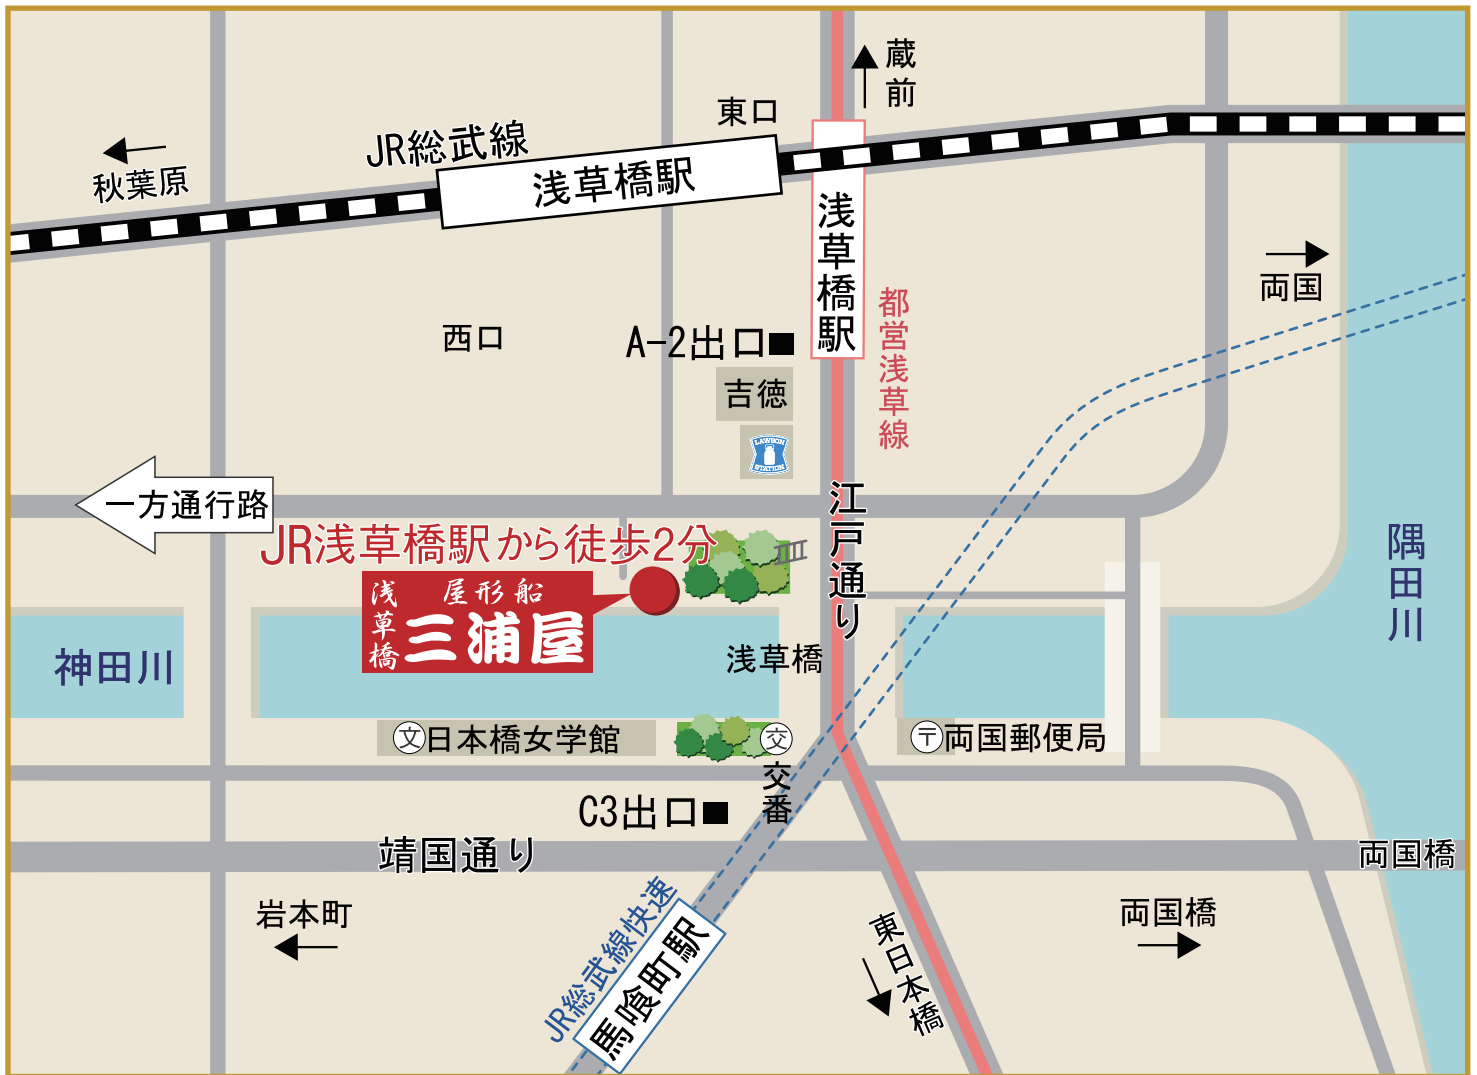 蔵前
東口
JR総武線
秋葉原
浅草橋駅
浅草橋駅
両国
都営浅草線
西口
A-2出口
吉徳
LAWSON
STATION
一方通行路
江戸通り
JR浅草橋駅から徒歩2分
隅田川
浅草橋
屋形船
三浦屋
神田川
浅草橋
文
日本橋女学館
交
交番
〒
両国郵便局
C3出口
靖国通り
両国橋
岩本町
JR総武線快速
馬喰町駅
東日本橋
両国橋